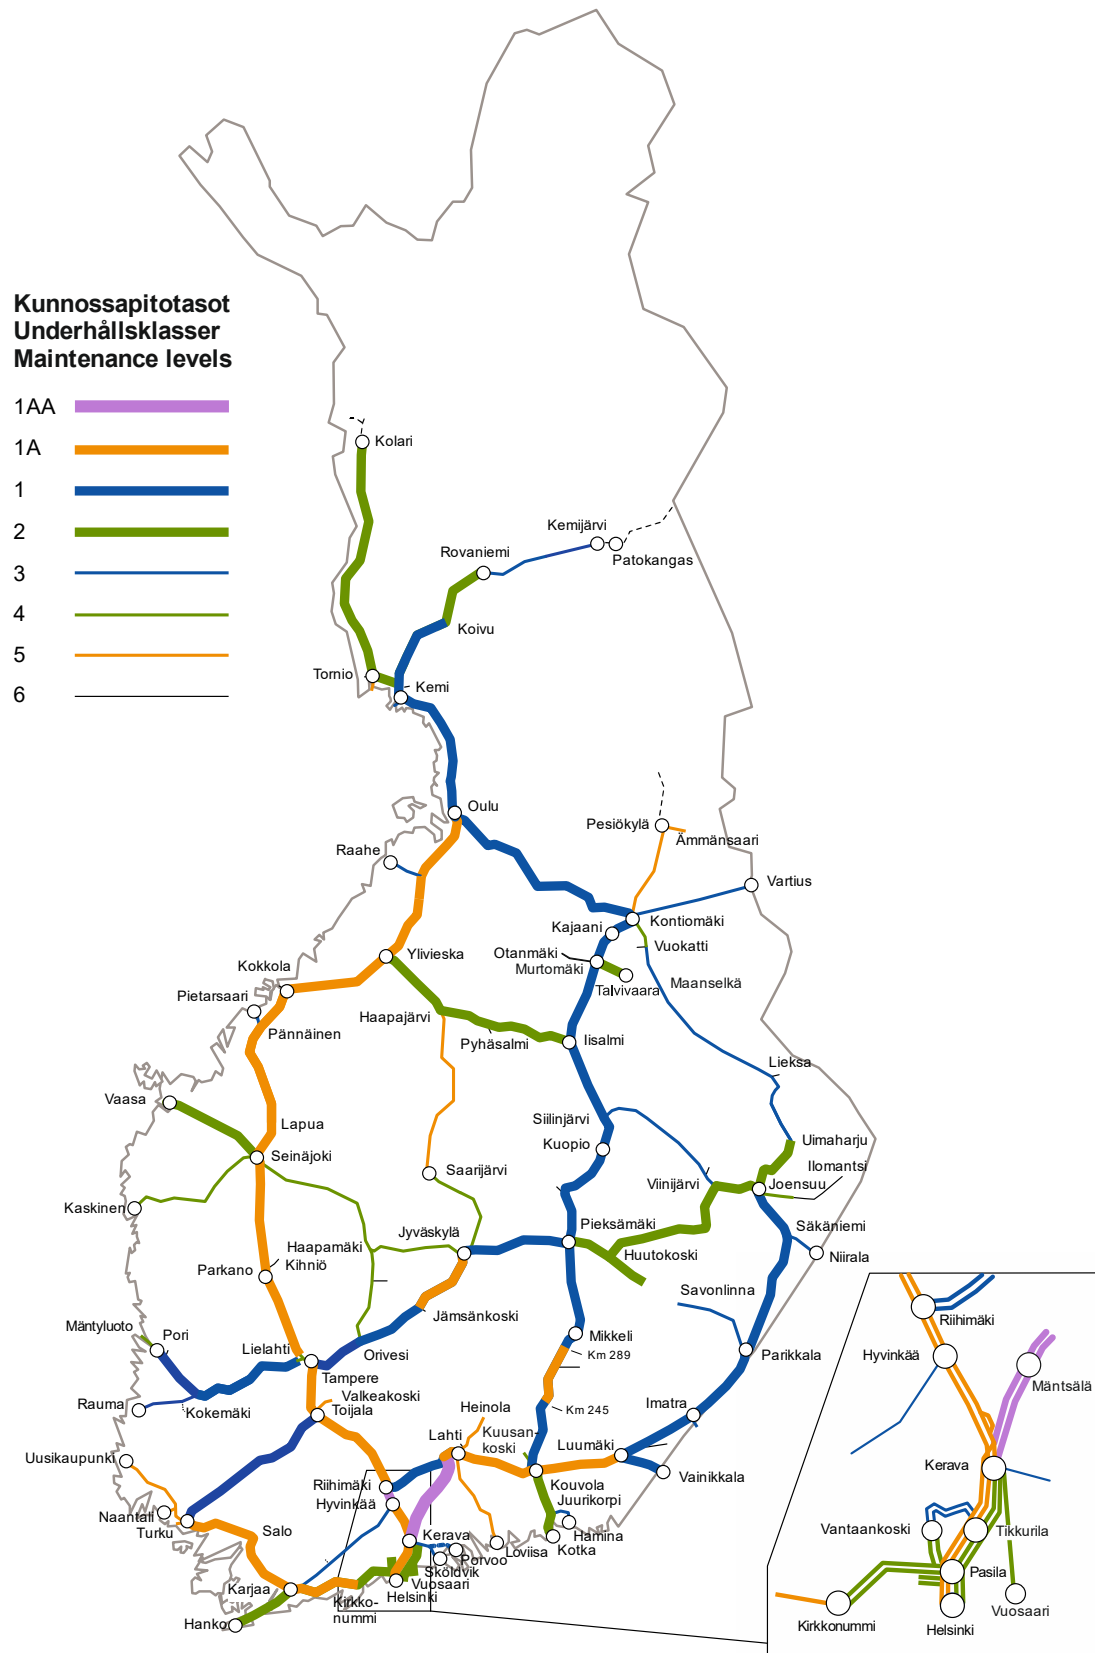 Kunnossapitotasot
Underhållsklasser
Maintenance levels
1AA
1A
1
2
3
4
5
6
Kolari
Kemijärvi
Patokangas
Rovaniemi
Koivu
Tornio
Kemi
Oulu
Pesiökylä
Ämmänsaari
Raahe
Vartius
Kontiomäki
Kajaani
Vuokatti
Otanmäki
Murtomäki
Talvivaara
Maanselkä
Ylivieska
Kokkola
Pietarsaari
Pännäinen
Haapajärvi
Pyhäsalmi
Iisalmi
Lieksa
Vaasa
Lapua
Siilinjärvi
Kuopio
Uimaharju
Ilomantsi
Seinäjoki
Saarijärvi
Viinijärvi
Joensuu
Kaskinen
Jyväskylä
Pieksämäki
Säkäniemi
Haapamäki
Kihniö
Huutokoski
Niirala
Parkano
Savonlinna
Jämsänkoski
Mäntyluoto
Pori
Lielahti
Orivesi
Mikkeli
Km 289
Parikkala
Tampere
Valkeakoski
Rauma
Kokemäki
Toijala
Heinola
Km 245
Imatra
Lahti
Kuusan-
koski
Luumäki
Uusikaupunki
Vainikkala
Riihimäki
Kouvola
Hyvinkää
Juurikorpi
Naantali
Turku
Salo
Kerava
Hamina
Kotka
Loviisa
Porvoo
Sköldvik
Vuosaari
Helsinki
Karjaa
Kirkko-
nummi
Hanko
Riihimäki
Hyvinkää
Mäntsälä
Kerava
Vantaankoski
Tikkurila
Pasila
Vuosaari
Kirkkonummi
Helsinki